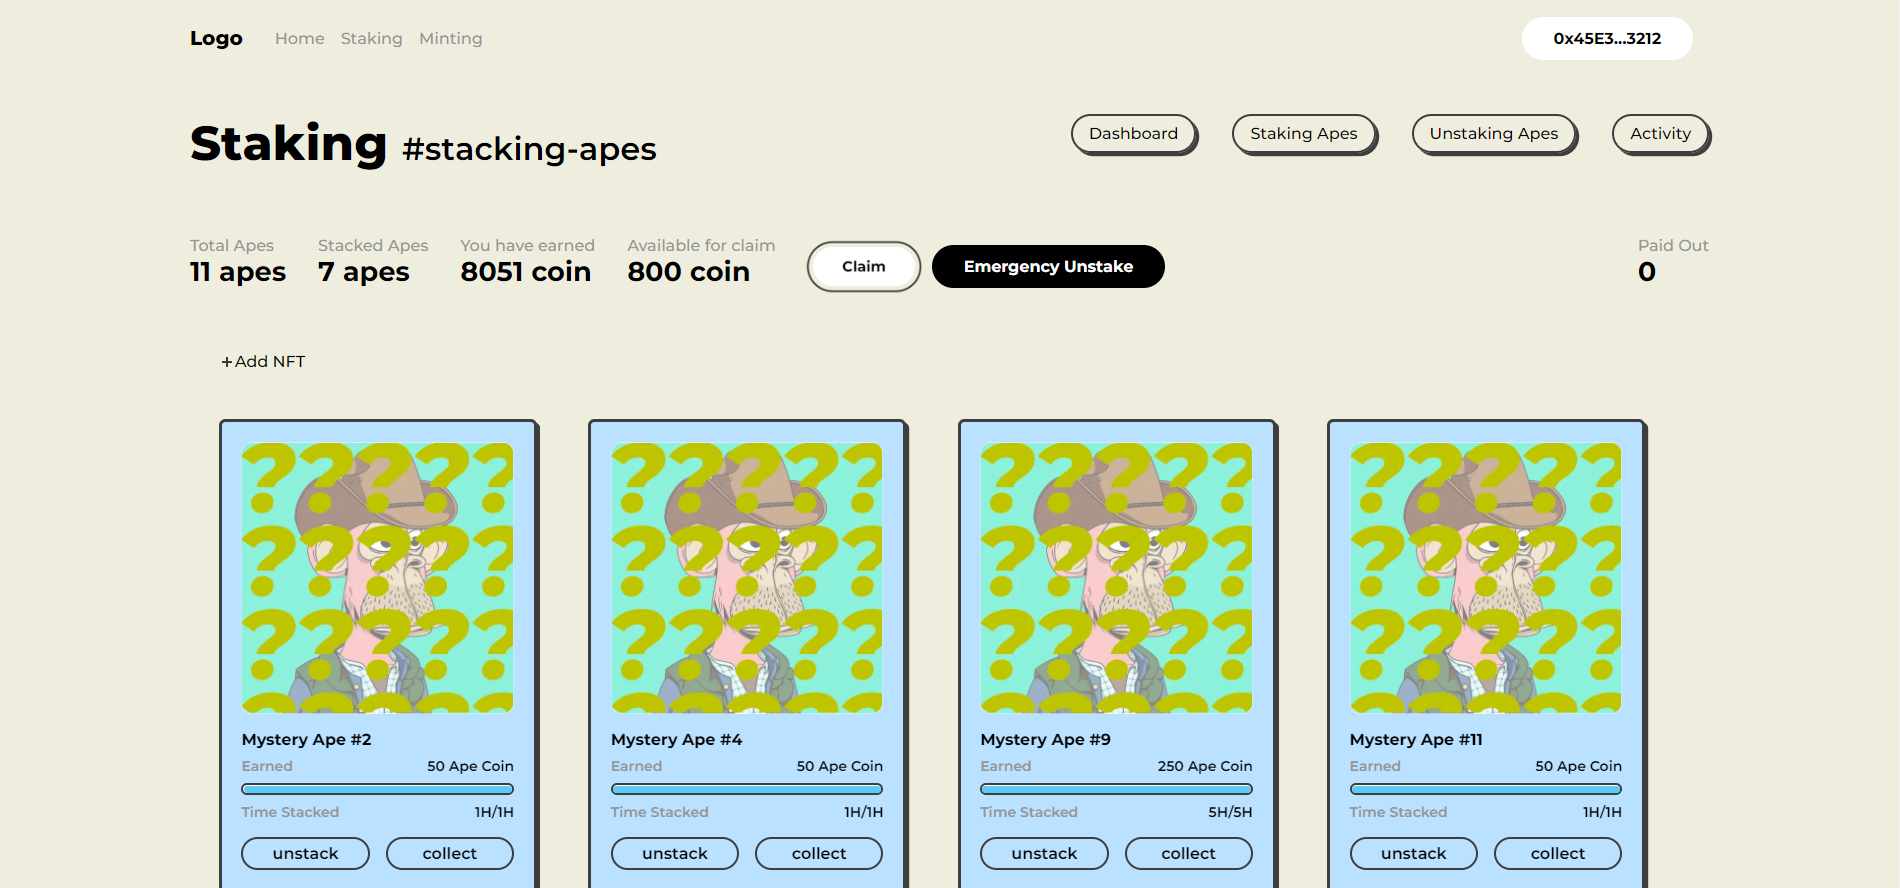 Logo Home Staking Minting 0x45E3...3212
Staking #stacking-apes Dashboard Staking Apes Unstaking Apes Activity
Total Apes Stacked Apes You have earned Available for claim Paid Out
11 apes 7 apes 8051 coin 800 coin Claim Emergency Unstake 0
+Add NFT
? ? ? ? ? ? ? ? ? ? ? ? ? ? ? ? ? ? ? ?
? ? ? ? ? ? ? ? ? ? ? ? ? ? ? ? ? ? ? ?
? ? ? ? ? ? ? ? ? ? ? ? ? ? ? ? ? ? ? ?
Mystery Ape #2 Mystery Ape #4 Mystery Ape #9 Mystery Ape #11
Earned 50 Ape Coin Earned 50 Ape Coin Earned 250 Ape Coin Earned 50 Ape Coin
Time Stacked 1H/1H Time Stacked 1H/1H Time Stacked 5H/5H Time Stacked 1H/1H
unstack collect unstack collect unstack collect unstack collect